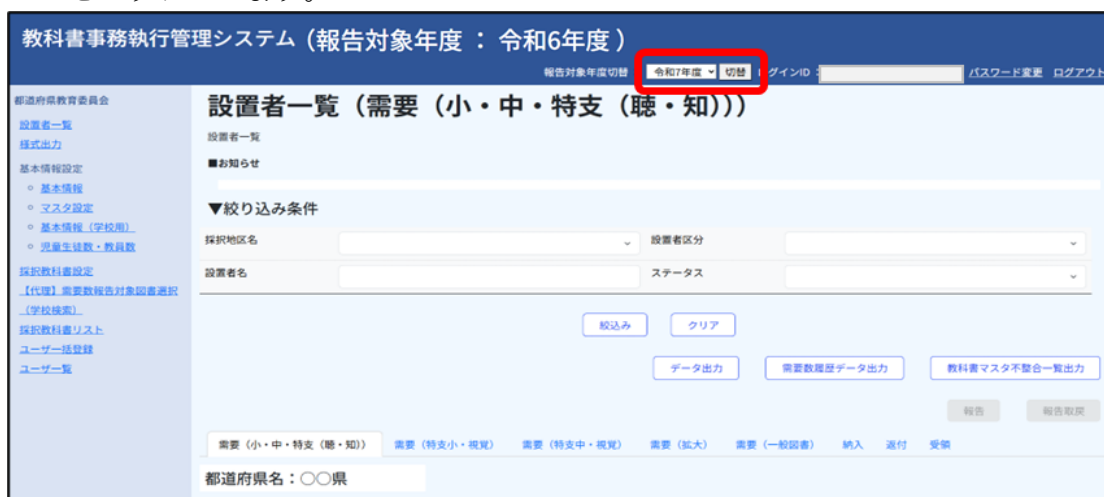 教科書事務執行管理システム (報告対象年度 : 令和6年度 )
報告対象年度切替 令和7年度 切替 ログインID : パスワード変更 ログアウト
都道府県教育委員会
設置者一覧
様式出力
基本情報設定
基本情報
マスタ設定
基本情報（学校用）
児童生徒数・教員数
採択教科書設定
【代理】需要数報告対象図書選択
（学校検索）
採択教科書リスト
ユーザー括登録
ユーザ一覧
設置者一覧（需要（小・中・特支（聴・知）））
設置者一覧
■お知らせ
▼絞り込み条件
採択地区名 設置者区分
設置者名 ステータス
絞込み クリア
データ出力 需要数履歴データ出力 教科書マスタ不整合一覧出力
報告 報告取戻
需要（小・中・特支（聴・知）） 需要（特支小・視覚） 需要（特支中・視覚） 需要（拡大） 需要（一般図書） 納入 返付 受領
都道府県名：〇〇県